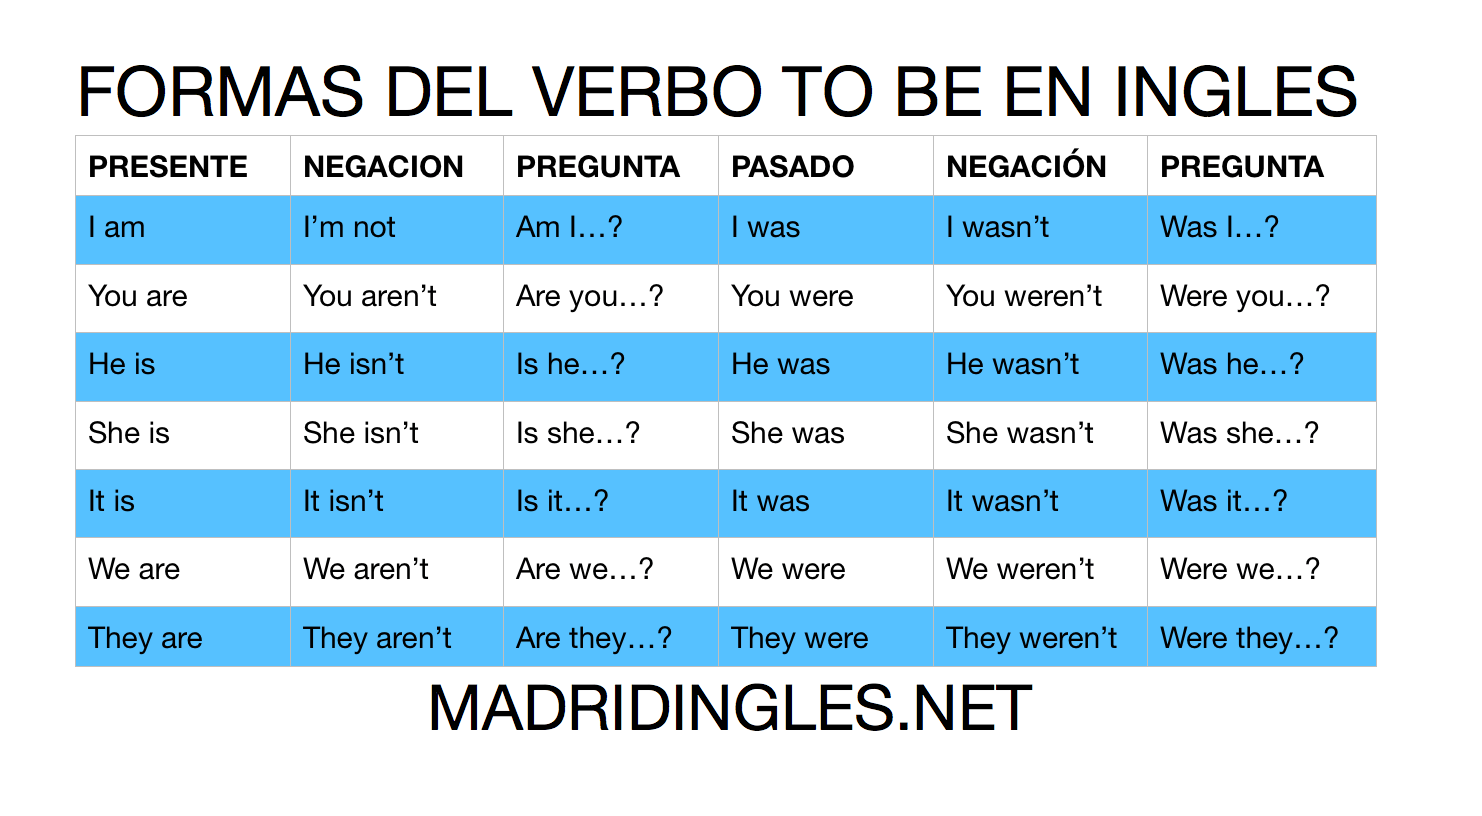 FORMAS DEL VERBO TO BE EN INGLES
PRESENTE NEGACION PREGUNTA PASADO NEGACIÓN PREGUNTA
I am I’m not Am I…? I was I wasn’t Was I…?
You are You aren’t Are you…? You were You weren’t Were you…?
He is He isn’t Is he…? He was He wasn’t Was he…?
She is She isn’t Is she…? She was She wasn’t Was she…?
It is It isn’t Is it…? It was It wasn’t Was it…?
We are We aren’t Are we…? We were We weren’t Were we…?
They are They aren’t Are they…? They were They weren’t Were they…?
MADRIDINGLES.NET